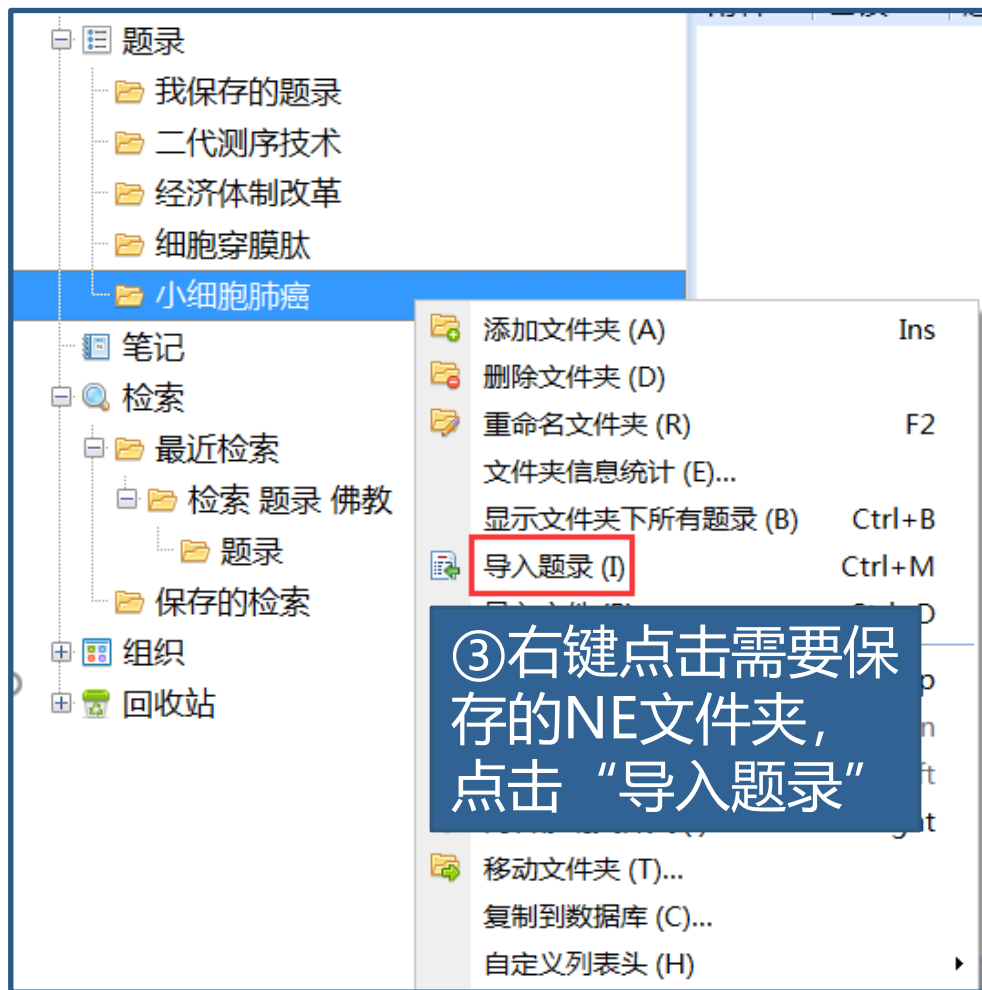 题录
我保存的题录
二代测序技术
经济体制改革
细胞穿膜肽
小细胞肺癌
笔记
检索
最近检索
检索 题录 佛教
题录
保存的检索
组织
回收站
添加文件夹 (A) Ins
删除文件夹 (D)
重命名文件夹 (R) F2
文件夹信息统计 (E)...
显示文件夹下所有题录 (B) Ctrl+B
导入题录 (I) Ctrl+M
③右键点击需要保
存的NE文件夹，
点击“导入题录”
移动文件夹 (T)...
复制到数据库 (C)...
自定义列表头 (H)